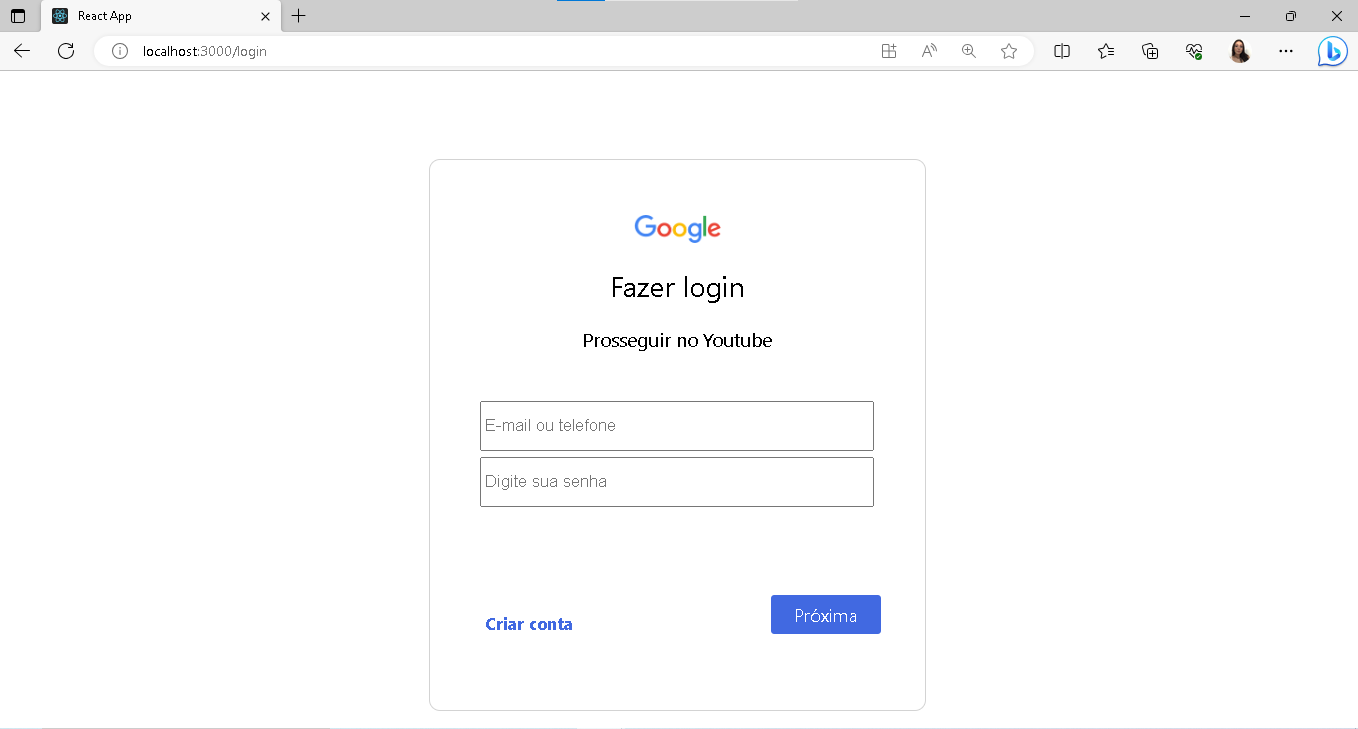 React App
localhost:3000/login
Google
Fazer login
Prosseguir no Youtube
E-mail ou telefone
Digite sua senha
Criar conta
Próxima